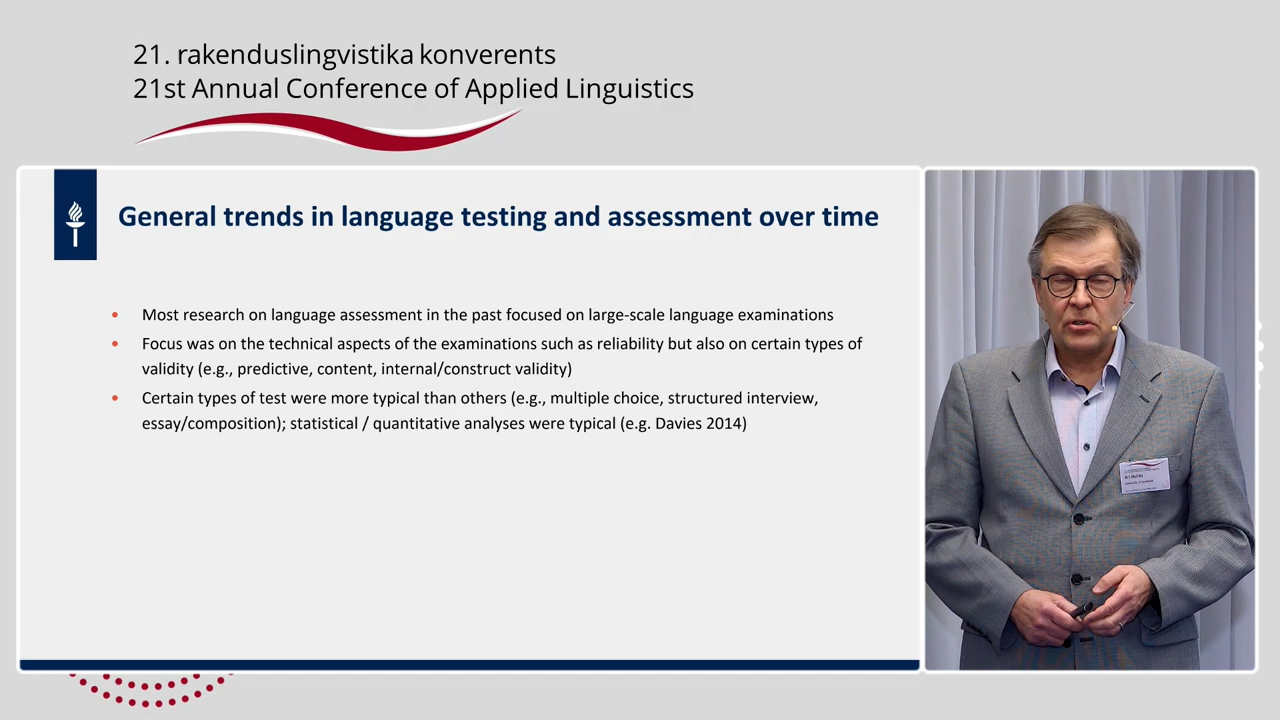 21. rakenduslingvistika konverents
21st Annual Conference of Applied Linguistics
General trends in language testing and assessment over time
• Most research on language assessment in the past focused on large-scale language examinations
• Focus was on the technical aspects of the examinations such as reliability but also on certain types of
validity (e.g., predictive, content, internal/construct validity)
• Certain types of test were more typical than others (e.g., multiple choice, structured interview,
essay/composition); statistical / quantitative analyses were typical (e.g. Davies 2014)